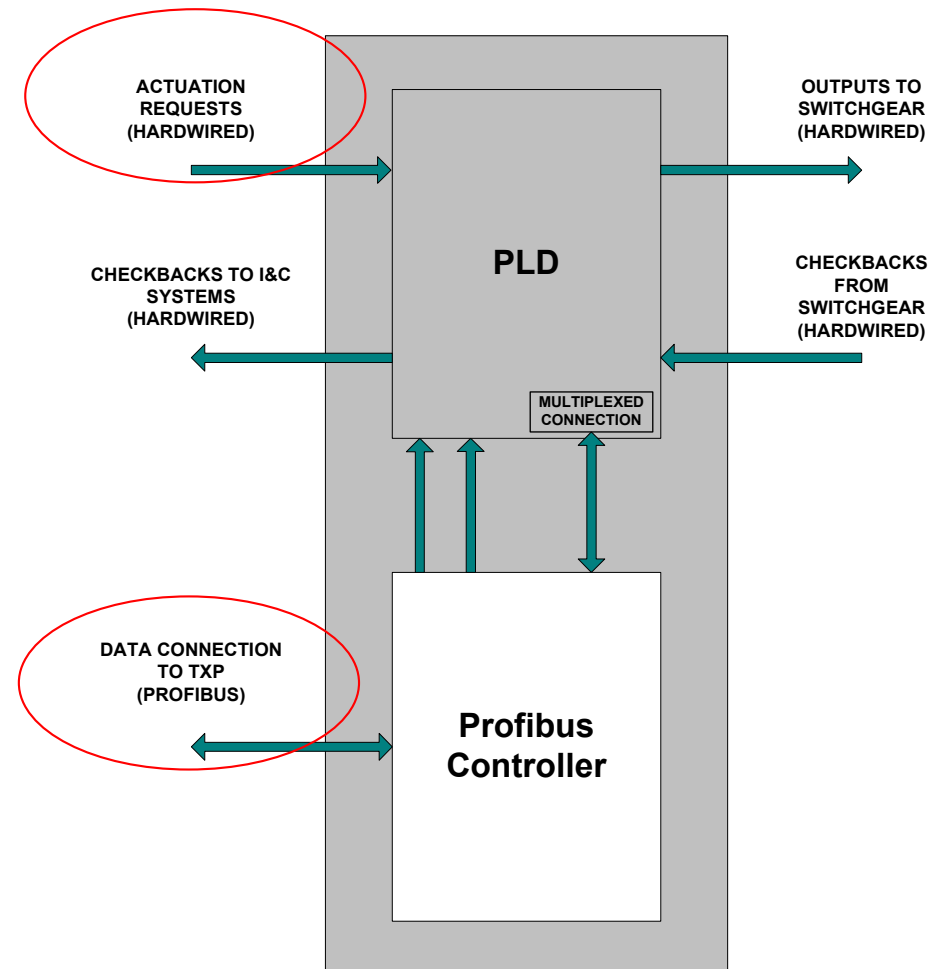 ACTUATION
REQUESTS
(HARDWIRED)
OUTPUTS TO
SWITCHGEAR
(HARDWIRED)
PLD
CHECKBACKS TO I&C
SYSTEMS
(HARDWIRED)
CHECKBACKS
FROM
SWITCHGEAR
(HARDWIRED)
MULTIPLEXED
CONNECTION
DATA CONNECTION
TO TXP
(PROFIBUS)
Profibus
Controller